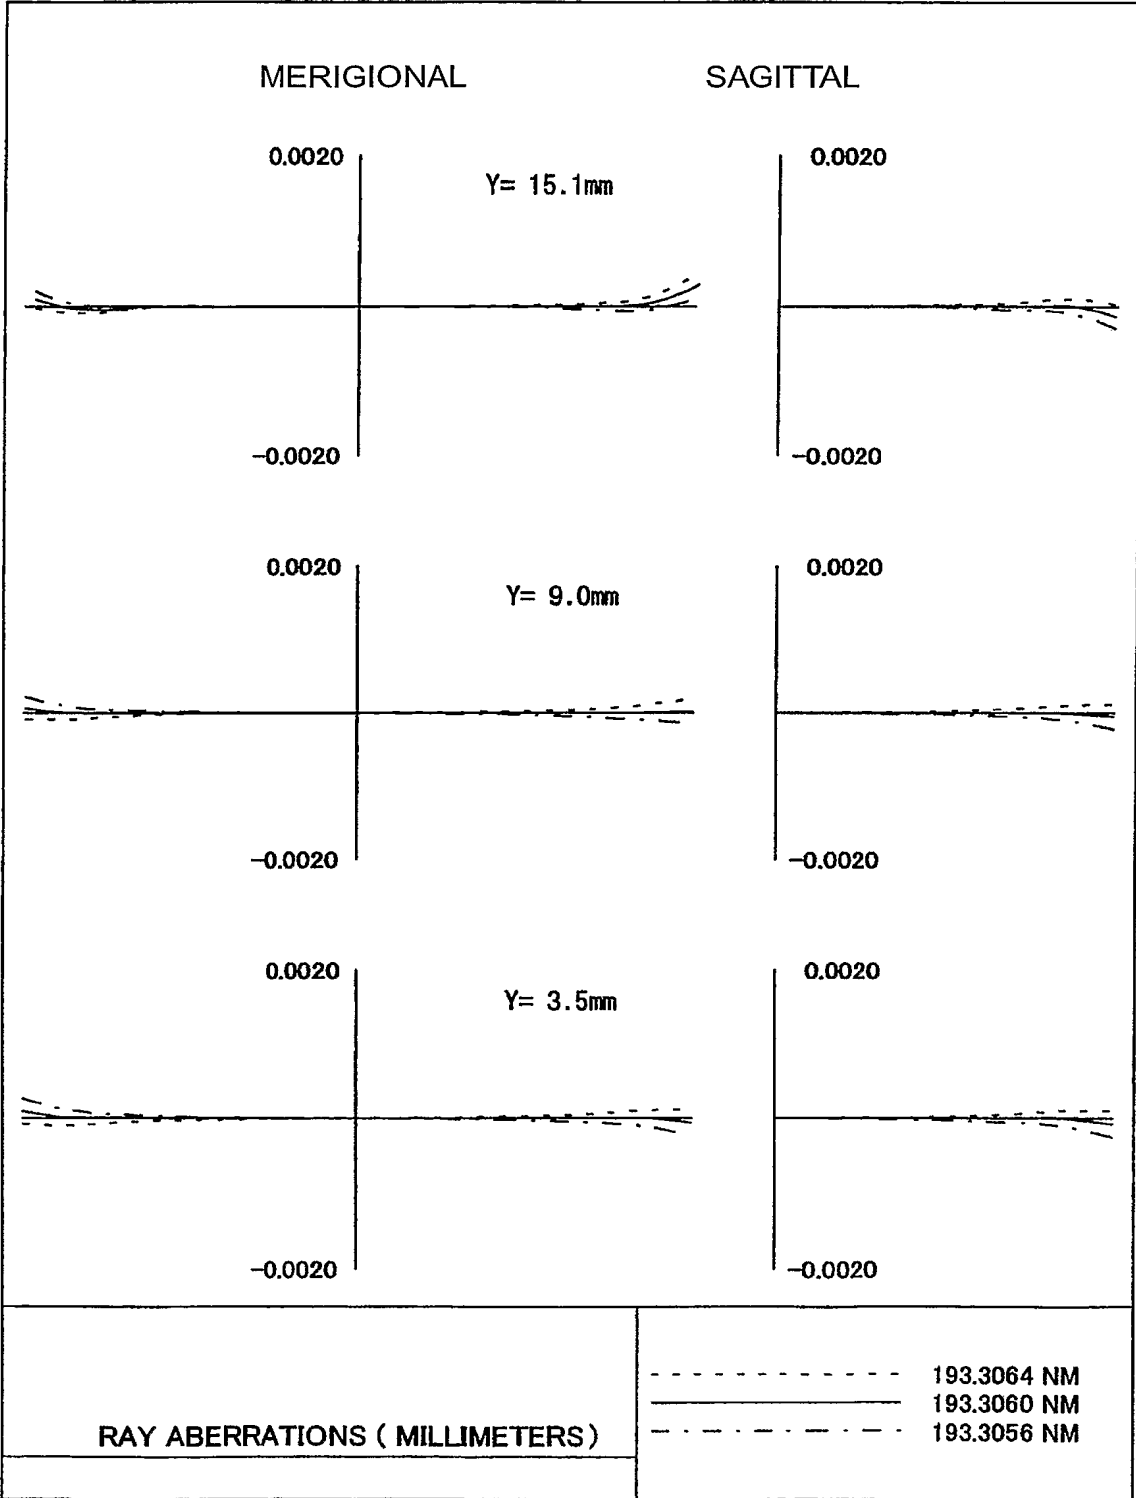 MERIGIONAL SAGITTAL
0.0020 0.0020
Y= 15.1mm
-0.0020 -0.0020
0.0020 0.0020
Y= 9.0mm
-0.0020 -0.0020
0.0020 0.0020
Y= 3.5mm
-0.0020 -0.0020
193.3064 NM
193.3060 NM
RAY ABERRATIONS ( MILLIMETERS )
193.3056 NM